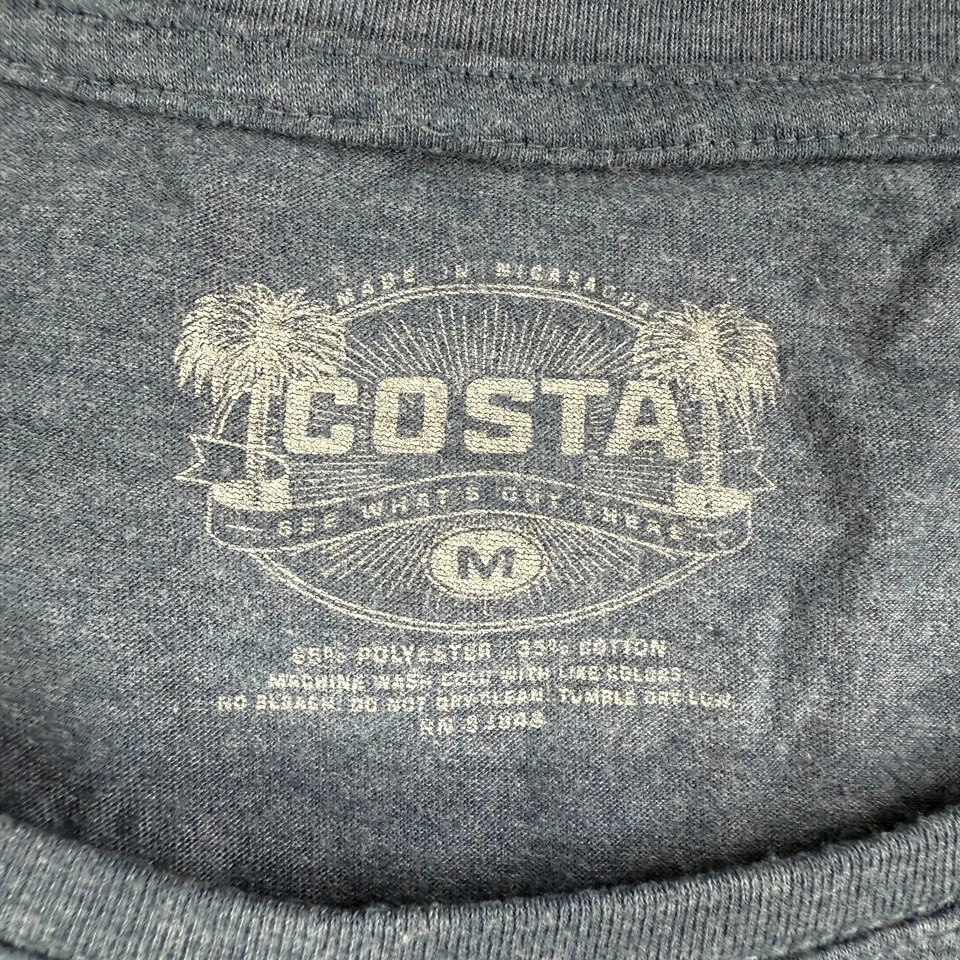 MADE IN NICARAGUA
COSTA
SEE WHAT'S OUT THERE
M
65% POLYESTER / 35% COTTON
MACHINE WASH COLD WITH LIKE COLORS.
NO BLEACH. DO NOT DRY CLEAN. TUMBLE DRY LOW.
RN